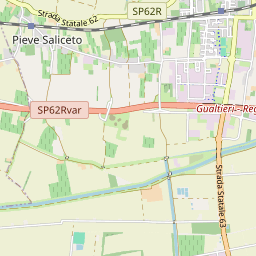 Strada Statale 62
SP62R
Pieve Saliceto
SP62Rvar
Gualtieri-Reg
Strada Statale 63